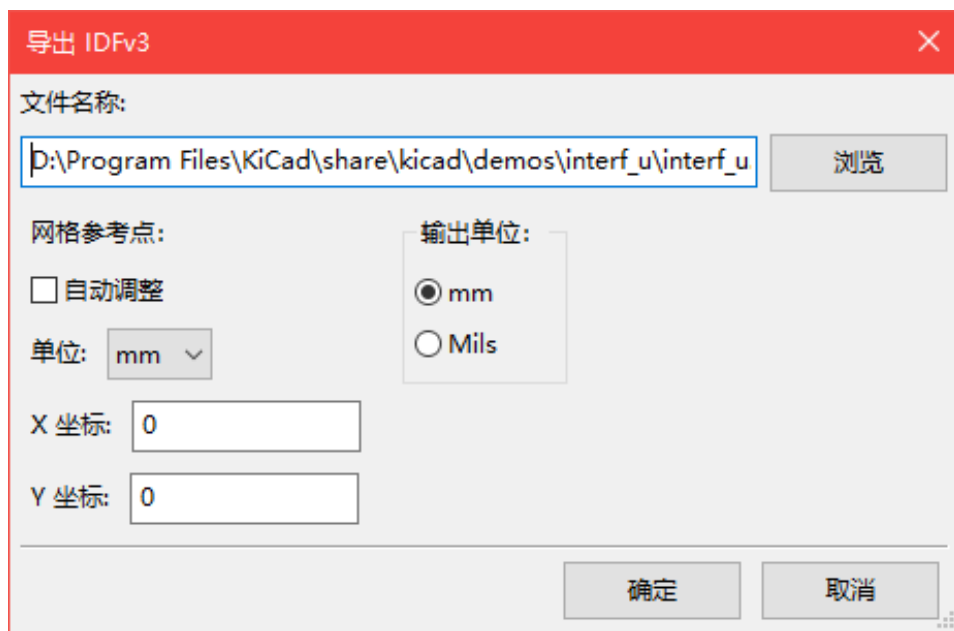 导出 IDFv3
文件名称:
D:\Program Files\KiCad\share\kicad\demos\interf_u\interf_u
浏览
网格参考点:
输出单位:
自动调整
mm
Mils
单位: mm
X 坐标: 0
Y 坐标: 0
确定
取消